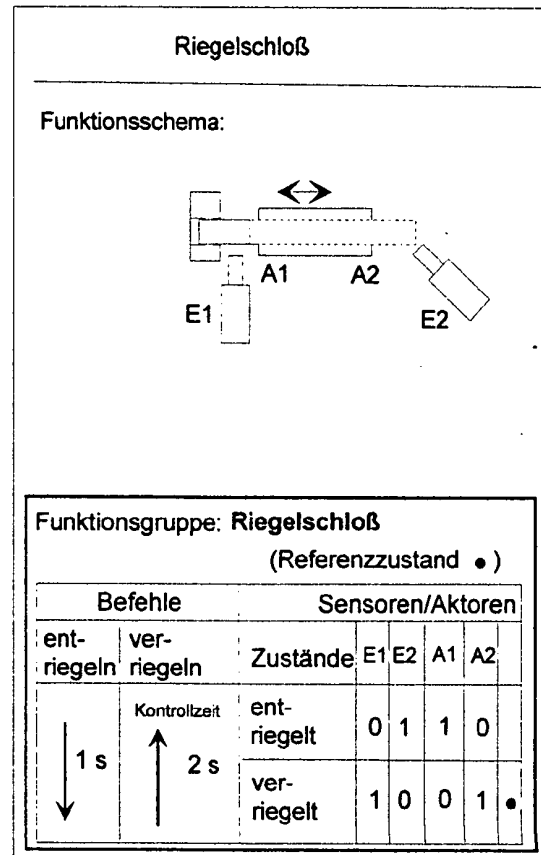 Riegelschloß
Funktionsschema:
A1 A2
E1 E2
Funktionsgruppe: Riegelschloß
(Referenzzustand ● )
Befehle Sensoren/Aktoren
ent-
riegeln
ver-
riegeln
Zustände E1 E2 A1 A2
Kontrollzeit
1 s 2 s
ent-
riegelt 0 1 1 0
ver-
riegelt 1 0 0 1 ●